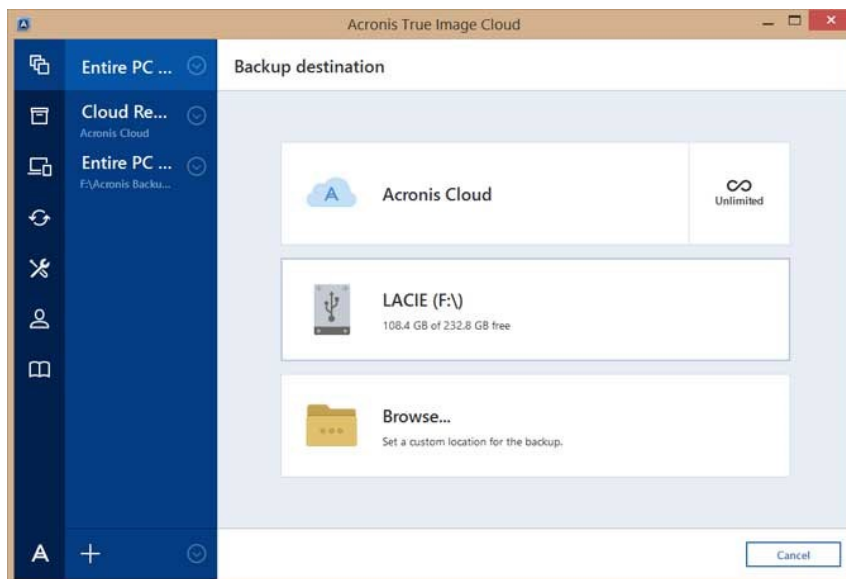 Acronis True Image Cloud
Entire PC ...
Cloud Re...
Acronis Cloud
Entire PC ...
F:\Acronis Backu...
Backup destination
Acronis Cloud
Unlimited
LACIE (F:\)
108.4 GB of 232.8 GB free
Browse...
Set a custom location for the backup.
Cancel